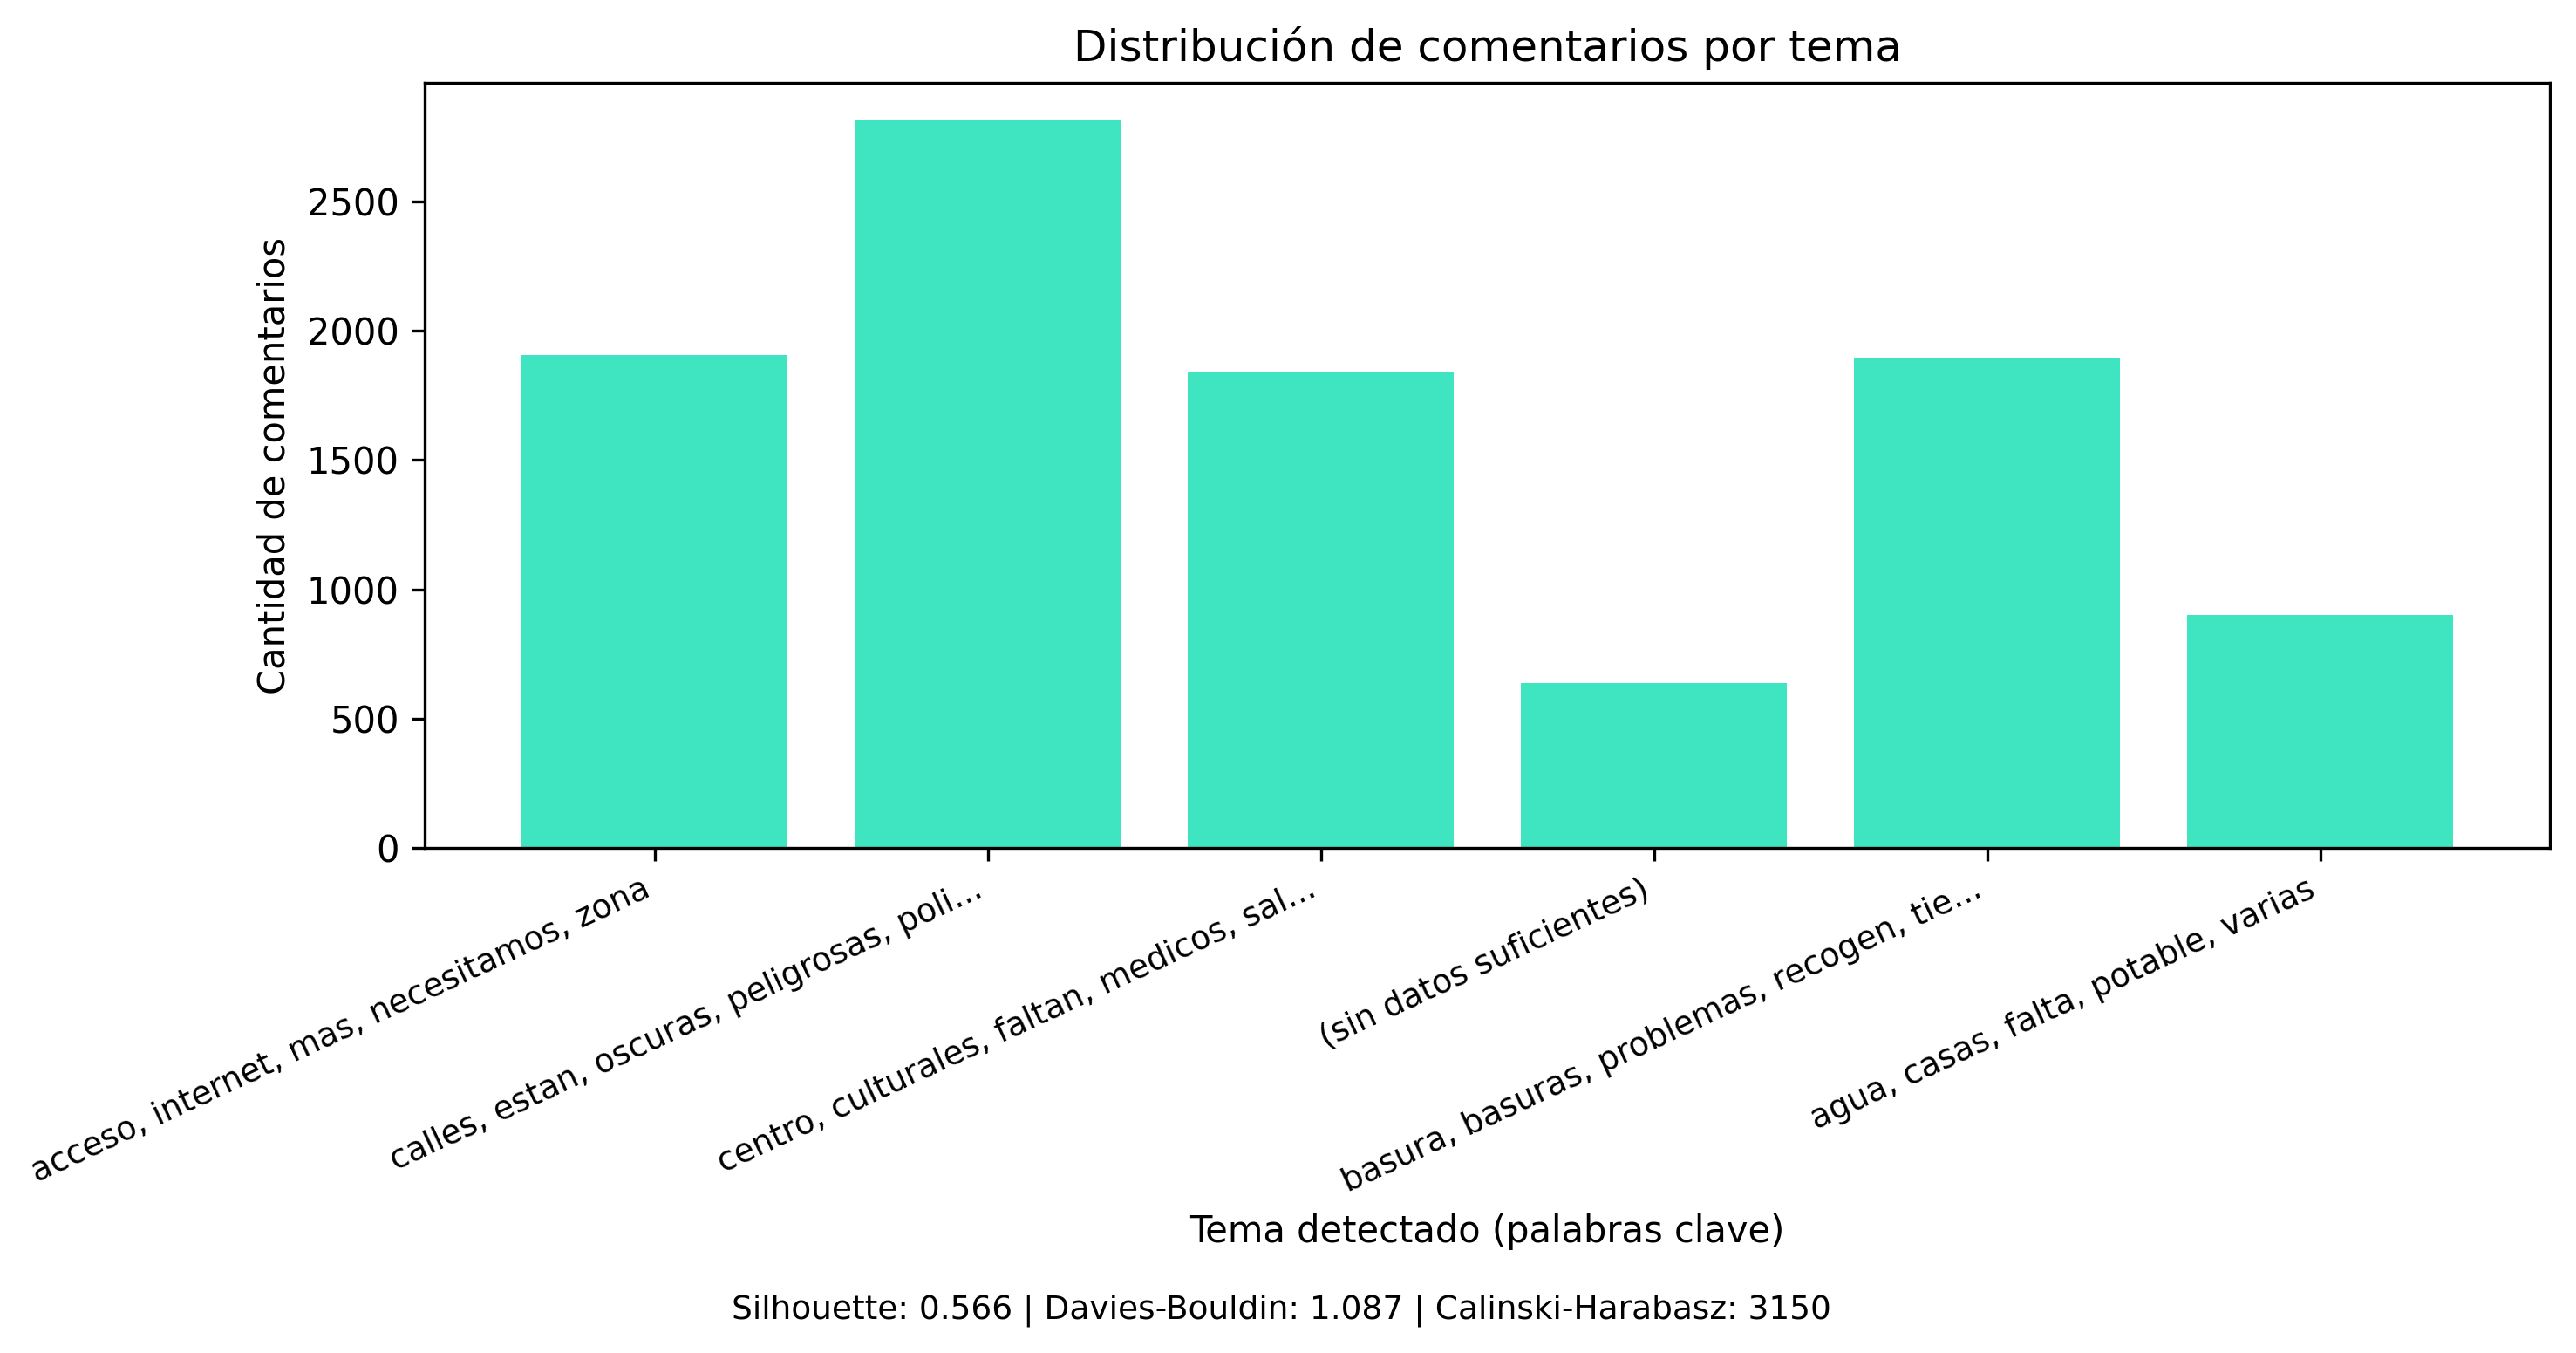 Distribución de comentarios por tema
Cantidad de comentarios
2500
2000
1500
1000
500
0
acceso, internet, mas, necesitamos, zona
calles, estan, oscuras, peligrosas, poli...
centro, culturales, faltan, medicos, sal...
(sin datos suficientes)
basura, basuras, problemas, recogen, tie...
agua, casas, falta, potable, varias
Tema detectado (palabras clave)
Silhouette: 0.566 | Davies-Bouldin: 1.087 | Calinski-Harabasz: 3150